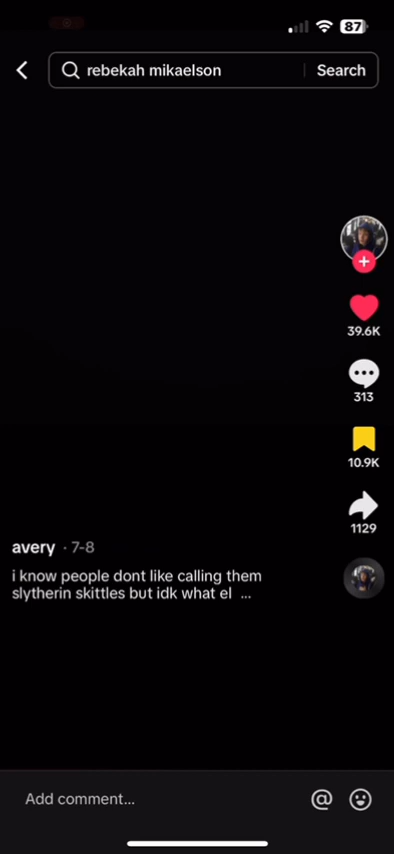 87
rebekah mikaelson
Search
39.6K
313
10.9K
1129
avery · 7-8
i know people dont like calling them
slytherin skittles but idk what el ...
Add comment...
@